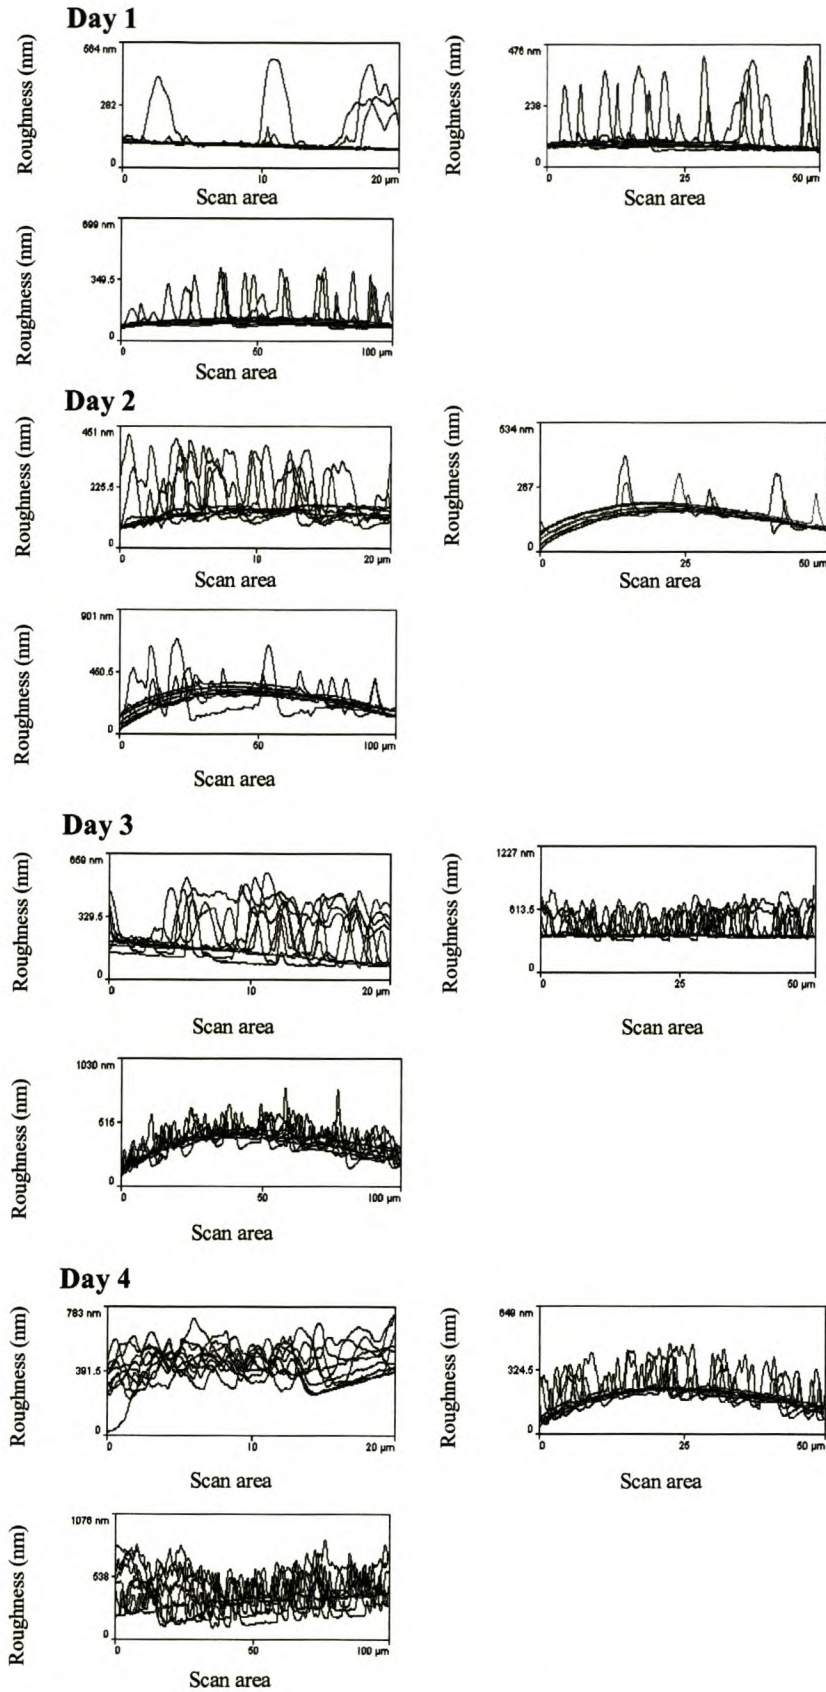 Day 1
Roughness (nm)
564 nm
282
0
0 10 20 µm
Scan area
Roughness (nm)
476 nm
238
0
0 25 50 µm
Scan area
Roughness (nm)
699 nm
349.5
0
0 50 100 µm
Scan area
Day 2
Roughness (nm)
451 nm
225.5
0
0 10 20 µm
Scan area
Roughness (nm)
534 nm
267
0
0 25 50 µm
Scan area
Roughness (nm)
nm
460.5
0
0 50 100 µm
Scan area
Day 3
Roughness (nm)
659 nm
329.5
0
0 10 20 µm
Scan area
Roughness (nm)
1227 nm
613.5
0
0 25 50 µm
Scan area
Roughness (nm)
1030 nm
515
0
0 50 100 µm
Scan area
Day 4
Roughness (nm)
783 nm
391.5
0
0 10 20 µm
Scan area
Roughness (nm)
649 nm
324.5
0
0 25 50 µm
Scan area
Roughness (nm)
1076 nm
538
0
0 50 100 µm
Scan area